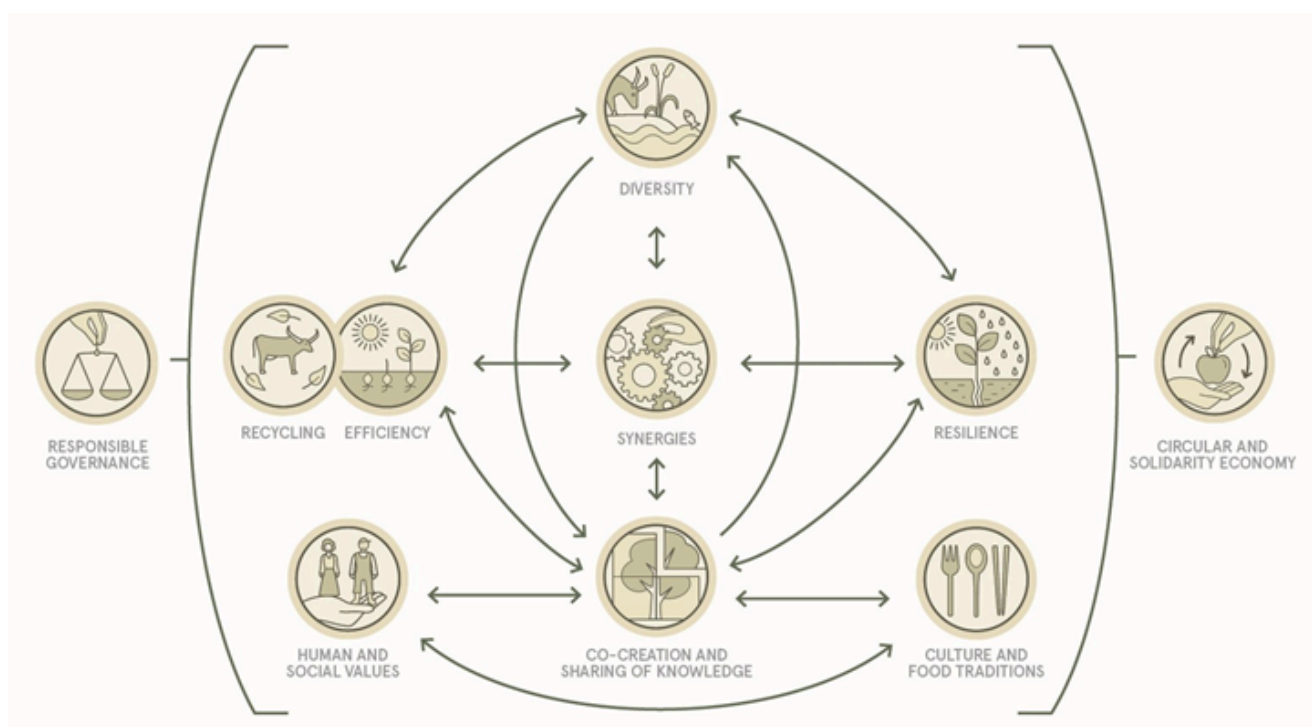 DIVERSITY
RECYCLING
EFFICIENCY
SYNERGIES
RESILIENCE
RESPONSIBLE
GOVERNANCE
CIRCULAR AND
SOLIDARITY ECONOMY
HUMAN AND
SOCIAL VALUES
CO-CREATION AND
SHARING OF KNOWLEDGE
CULTURE AND
FOOD TRADITIONS